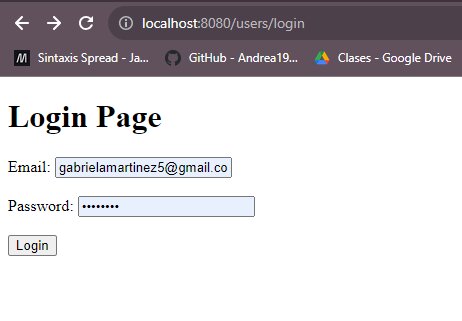 localhost:8080/users/login
M Sintaxis Spread - Ja... GitHub - Andrea19... Clases - Google Drive
Login Page
Email: gabrielamartinez5@gmail.co
Password: ••••••••
Login